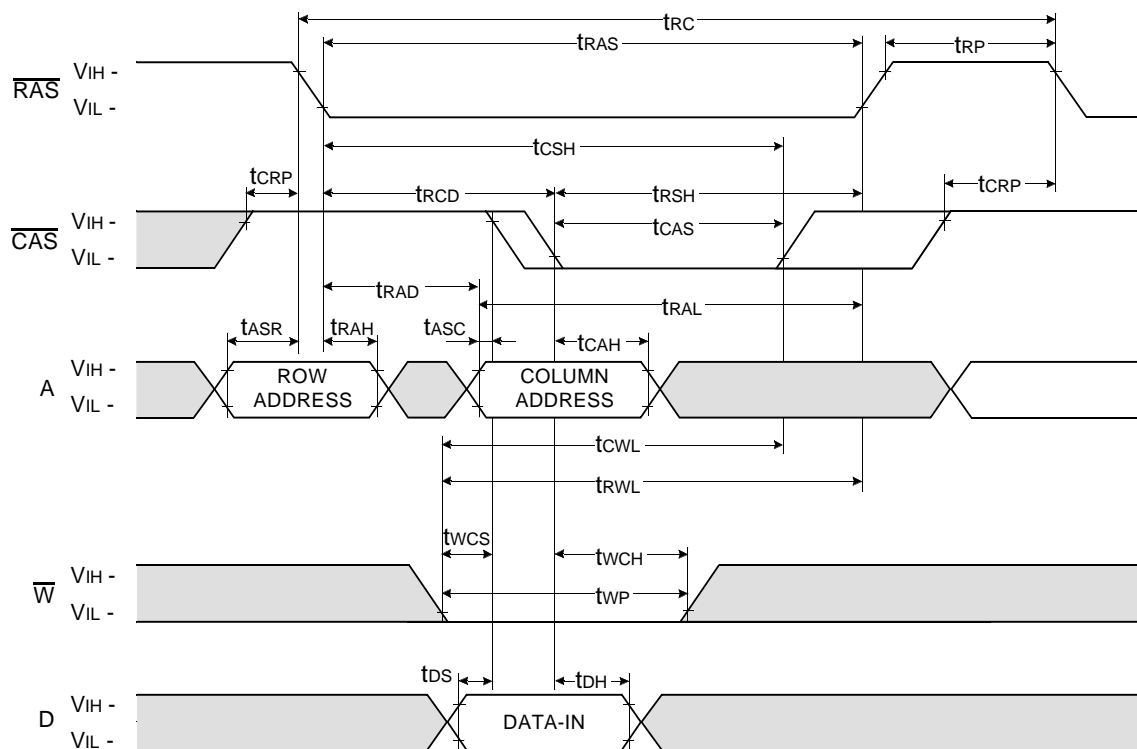 tRC
tRAS tRP
RAS VIH -
VIL -
tCSH
tCRP tRCD tRSH tCRP
CAS VIH -
tCAS
VIL -
tRAD tRAL
tASR tRAH tASC tCAH
A VIH -
VIL -
ROW ADDRESS
COLUMN ADDRESS
tCWL
tRWL
tWCS tWCH
W VIH -
tWP
VIL -
tDS tDH
D VIH -
DATA-IN
VIL -